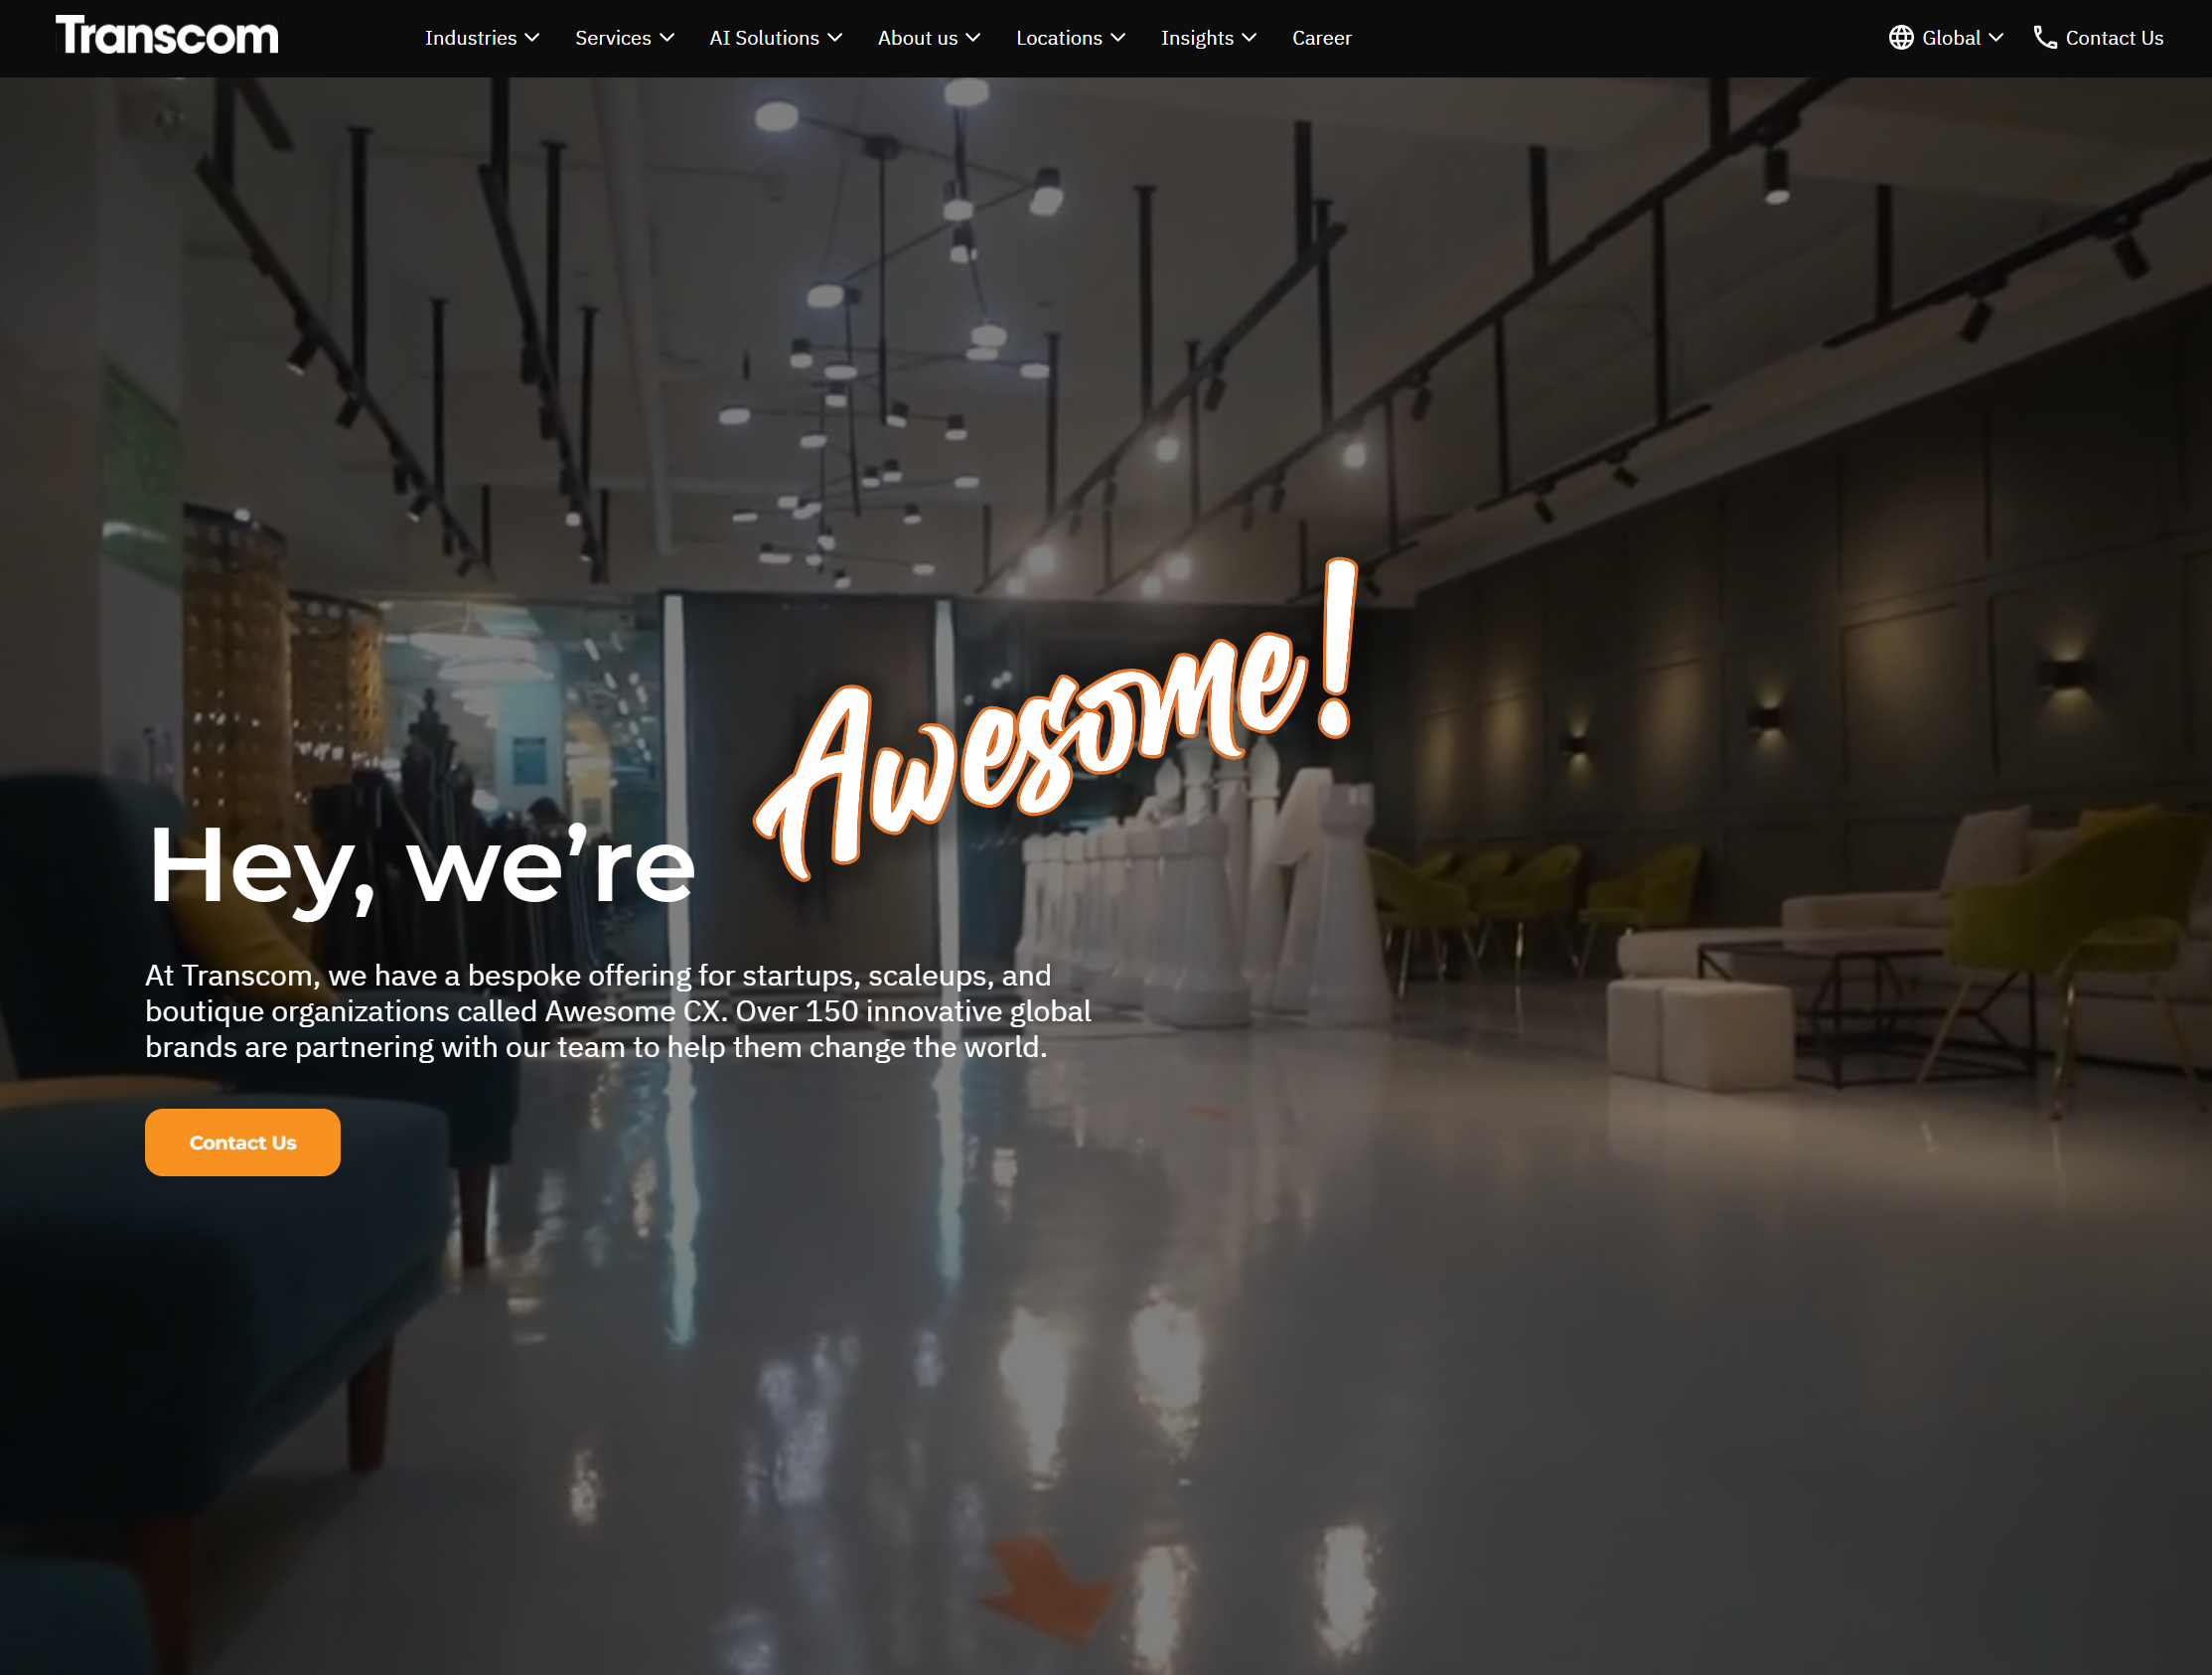 Transcom
Industries
Services
AI Solutions
About us
Locations
Insights
Career
Global
Contact Us
Hey, we’re Awesome!
At Transcom, we have a bespoke offering for startups, scaleups, and
boutique organizations called Awesome CX. Over 150 innovative global
brands are partnering with our team to help them change the world.
Contact Us